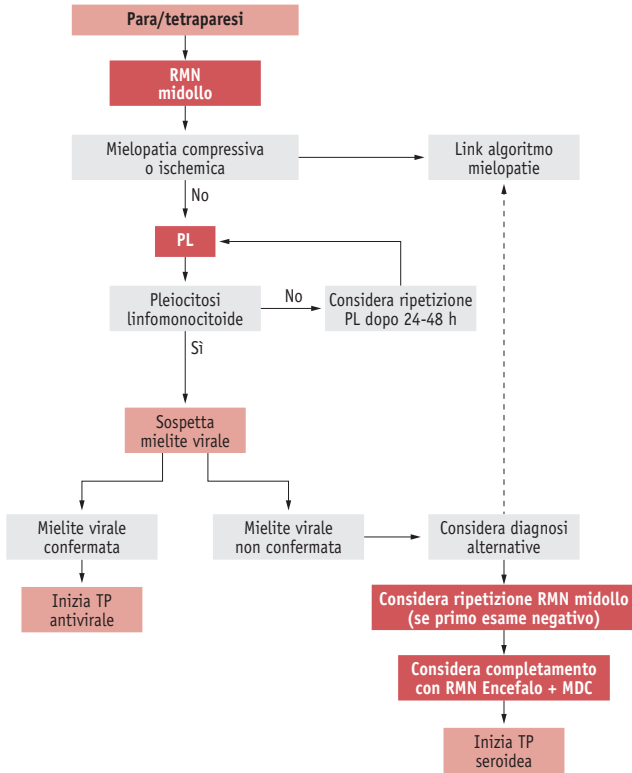 Para/tetraparesi
RMN
midollo
Mielopatia compressiva
o ischemica
Link algoritmo
mielopatie
No
PL
Pleiocitosi
linfomonocitoide
No
Considera ripetizione
PL dopo 24-48 h
Sì
Sospetta
mielite virale
Mielite virale
confermata
Mielite virale
non confermata
Considera diagnosi
alternative
Inizia TP
antivirale
Considera ripetizione RMN midollo
(se primo esame negativo)
Considera completamento
con RMN Encefalo + MDC
Inizia TP
seroidea